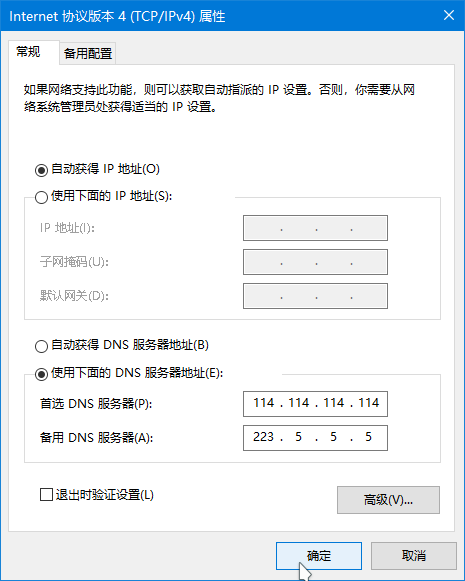 Internet 协议版本 4 (TCP/IPv4) 属性
常规 备用配置
如果网络支持此功能，则可以获取自动指派的 IP 设置。否则，你需要从网
络系统管理员处获得适当的 IP 设置。
自动获得 IP 地址(O)
使用下面的 IP 地址(S):
IP 地址(I): . . .
子网掩码(U): . . .
默认网关(D): . . .
自动获得 DNS 服务器地址(B)
使用下面的 DNS 服务器地址(E):
首选 DNS 服务器(P): 114 . 114 . 114 . 114
备用 DNS 服务器(A): 223 . 5 . 5 . 5
退出时验证设置(L)
高级(V)...
确定 取消